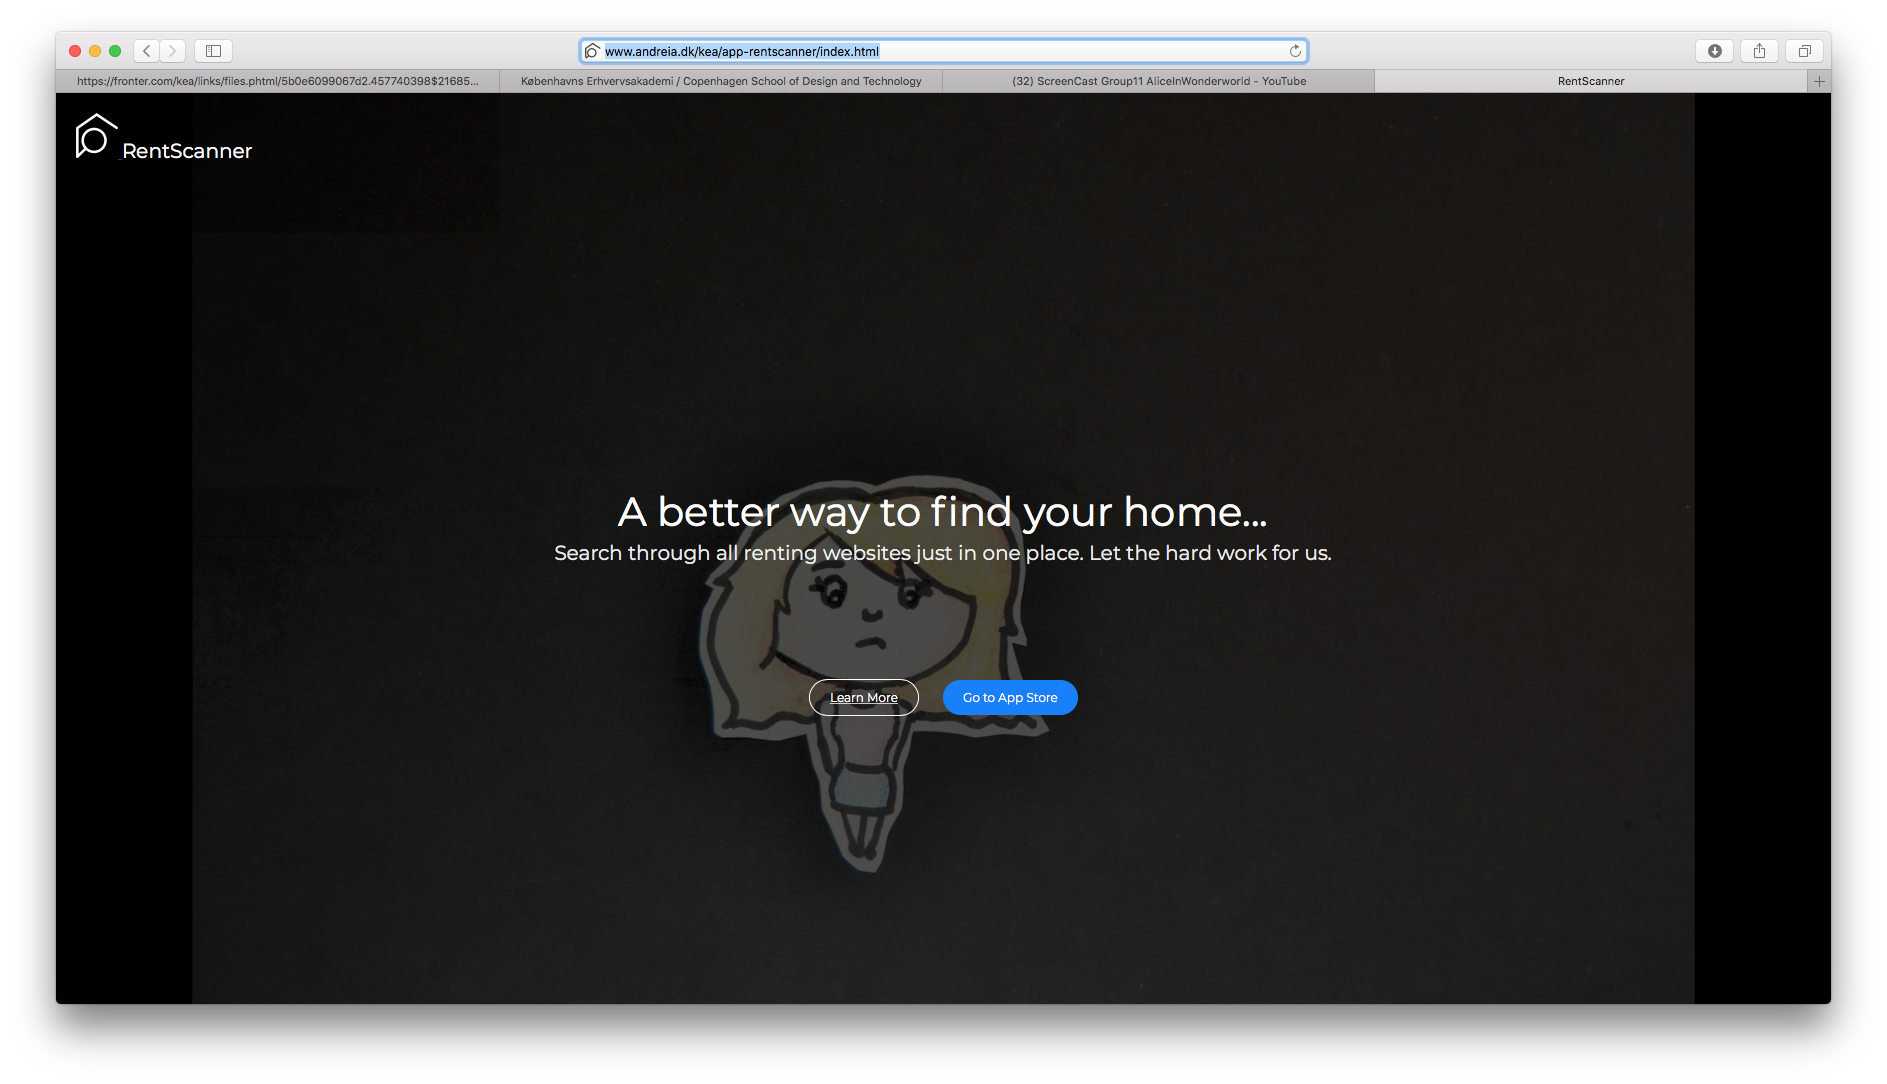 www.andreia.dk/kea/app-rentscanner/index.html
https://fronter.com/kea/links/files.phtml/5b0e6099067d2.457740398$21685...
Københavns Erhvervsakademi / Copenhagen School of Design and Technology
(32) ScreenCast Group11 AliceInWonderworld - YouTube
RentScanner
RentScanner
A better way to find your home...
Search through all renting websites just in one place. Let the hard work for us.
Learn More
Go to App Store